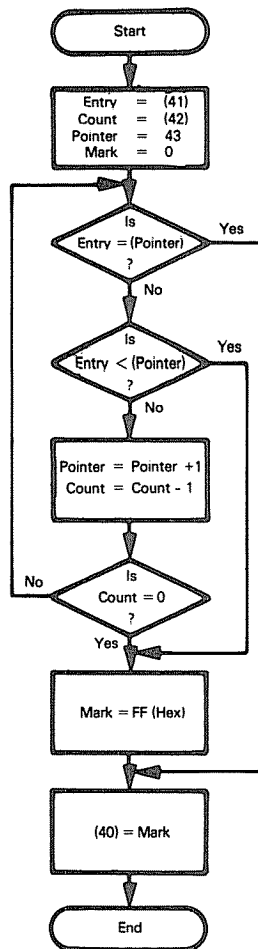 Start
Entry = (41)
Count = (42)
Pointer = 43
Mark = 0
Is
Entry = (Pointer)
?
Yes
No
Is
Entry < (Pointer)
?
Yes
No
Pointer = Pointer +1
Count = Count - 1
Is
Count = 0
?
No
Yes
Mark = FF (Hex)
(40) = Mark
End